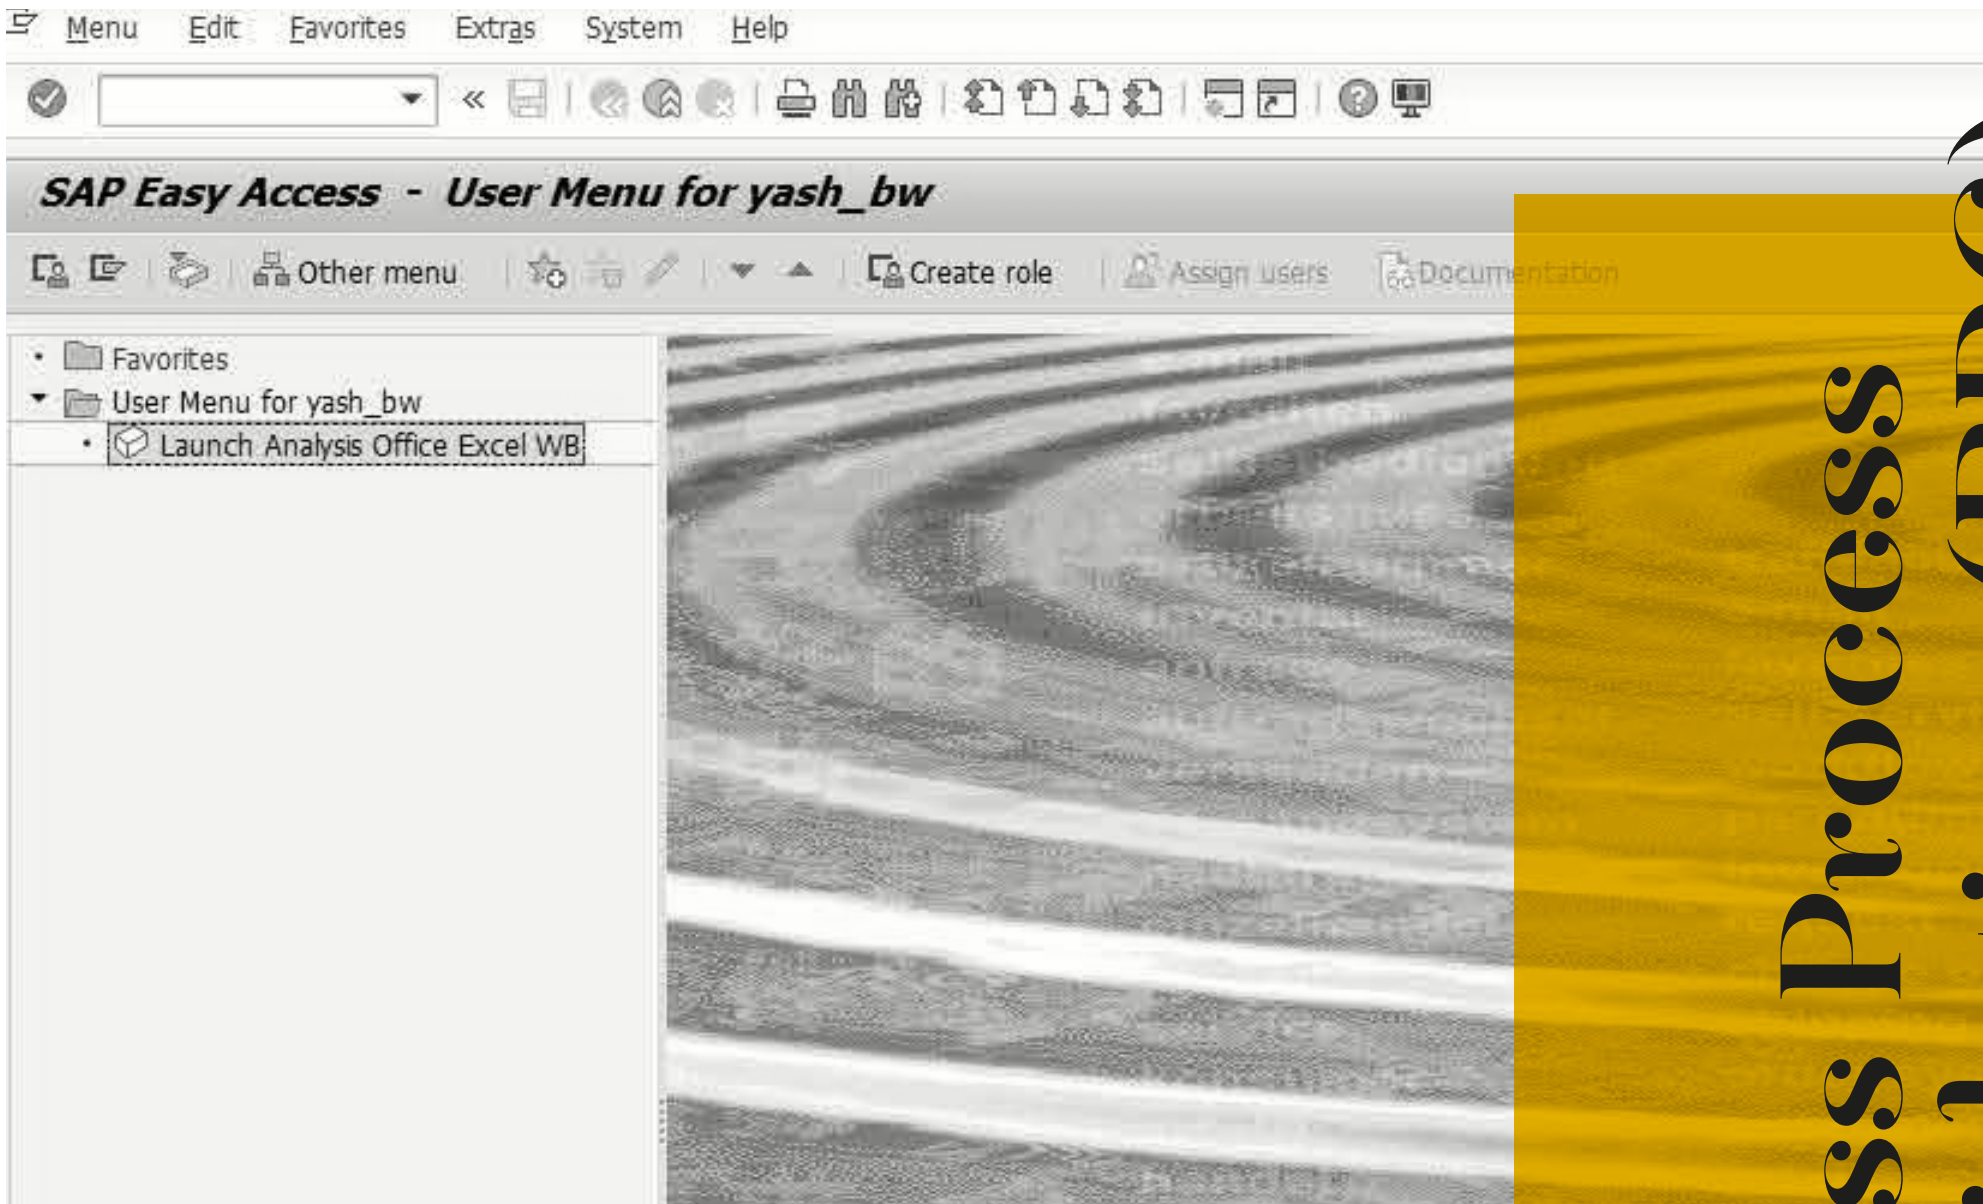 Menu Edit Favorites Extras System Help
SAP Easy Access - User Menu for yash_bw
Other menu Create role Assign users Documentation
Favorites
User Menu for yash_bw
Launch Analysis Office Excel WB
Process